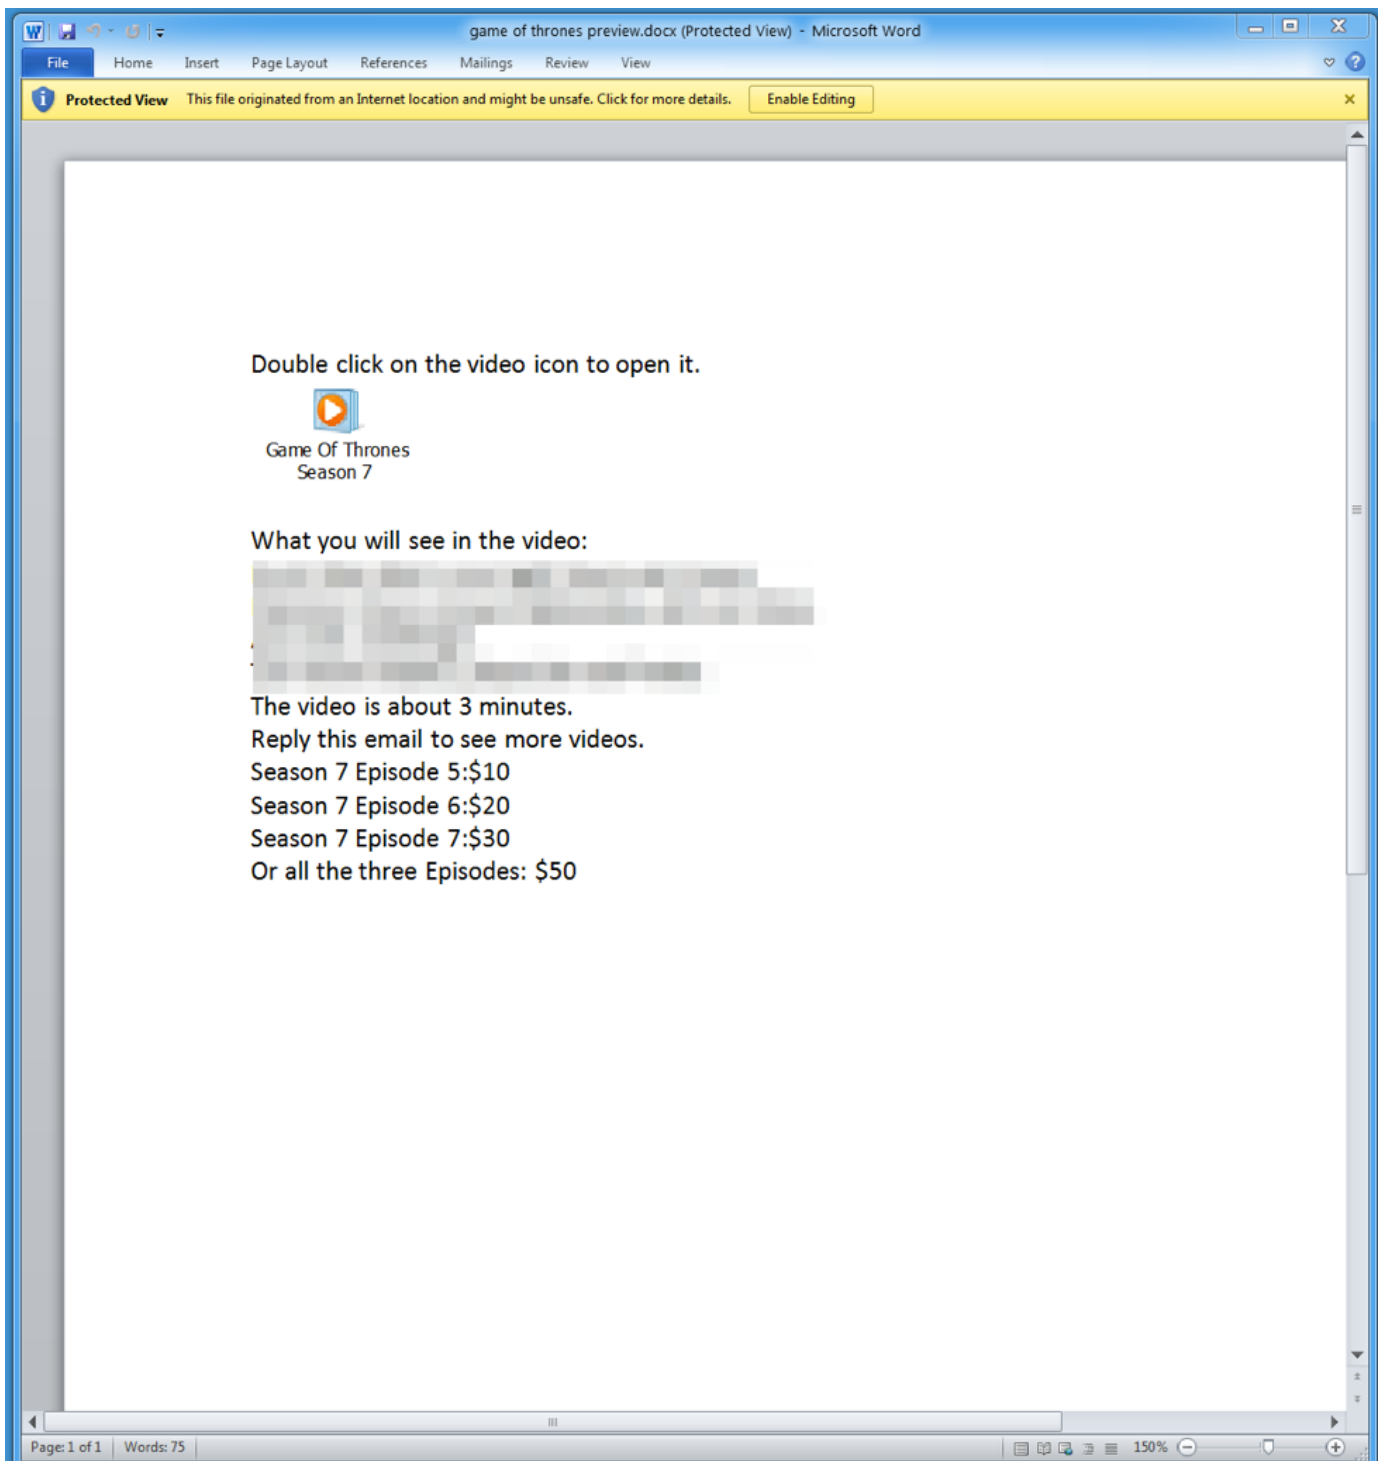 game of thrones preview.docx (Protected View) - Microsoft Word
File Home Insert Page Layout References Mailings Review View
Protected View This file originated from an Internet location and might be unsafe. Click for more details. Enable Editing
Double click on the video icon to open it.
Game Of Thrones
Season 7
What you will see in the video:
The video is about 3 minutes.
Reply this email to see more videos.
Season 7 Episode 5:$10
Season 7 Episode 6:$20
Season 7 Episode 7:$30
Or all the three Episodes: $50
Page: 1 of 1 Words: 75 150%